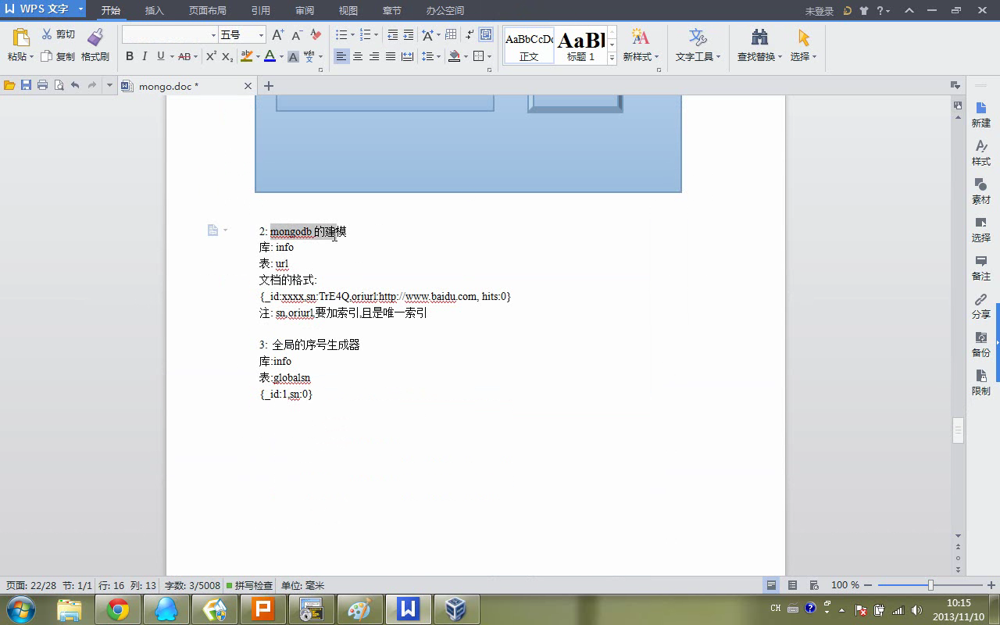 WPS 文字
开始 插入 页面布局 引用 审阅 视图 章节 办公空间
未登录
粘贴 剪切 复制 格式刷
五号
B I U AB X² X₂ ab A A wén
AaBbCcDc 正文
AaBl 标题 1
新样式 文字工具 查找替换 选择
mongo.doc *
新建
样式
素材
选择
备注
分享
备份
限制
2: mongodb 的建模
库: info
表: url
文档的格式:
{_id:xxxx,sn:TrE4Q,oriurl:http://www.baidu.com, hits:0}
注: sn,oriurl,要加索引,且是唯一索引
3: 全局的序号生成器
库:info
表:globalsn
{_id:1,sn:0}
页面: 22/28 节: 1/1 行: 16 列: 13 字数: 3/5008 拼写检查 单位: 毫米
100 %
CH
10:15
2013/11/10